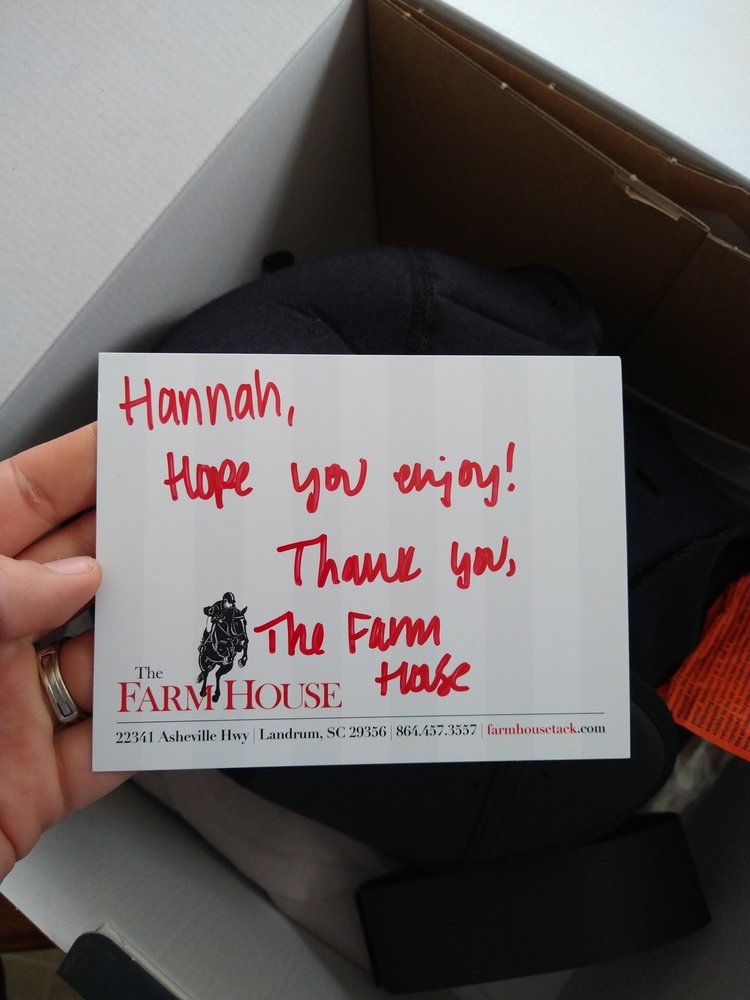 Hannah,
Hope you enjoy!
Thank you,
The Farm
House
The
FARM HOUSE
22341 Asheville Hwy | Landrum, SC 29356 | 864.457.3557 | farmhousetack.com